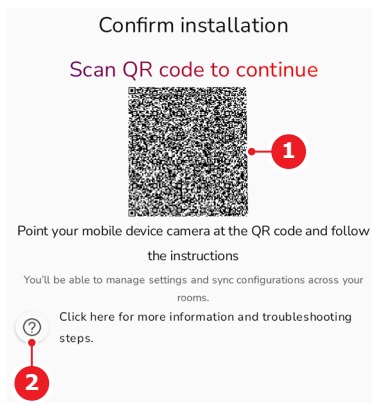 Confirm installation
Scan QR code to continue
1
Point your mobile device camera at the QR code and follow
the instructions
You'll be able to manage settings and sync configurations across your
rooms.
Click here for more information and troubleshooting
steps.
?
2